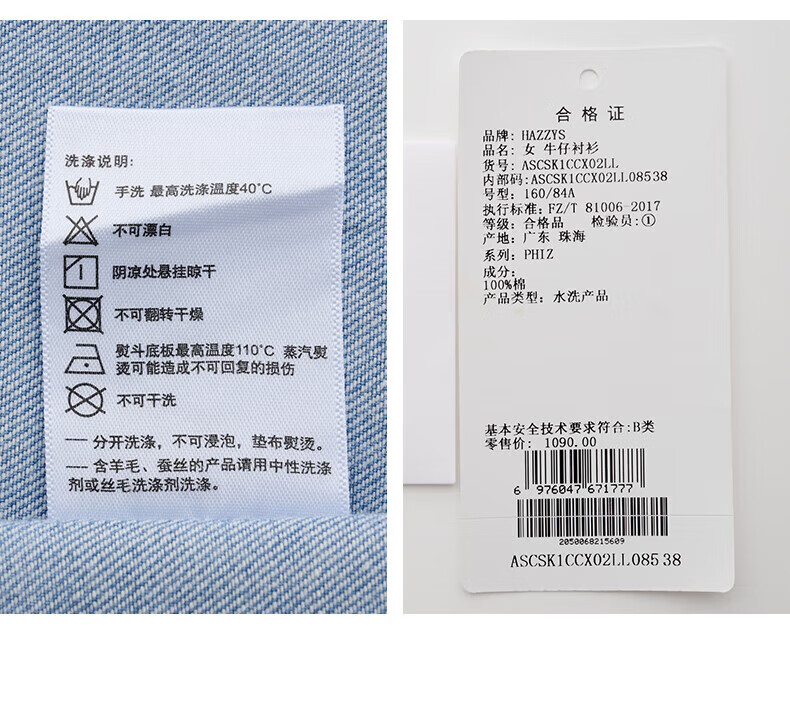 洗涤说明:
手洗 最高洗涤温度40°C
不可漂白
阴凉处悬挂晾干
不可翻转干燥
熨斗底板最高温度110°C 蒸汽熨
烫可能造成不可回复的损伤
不可干洗
--- 分开洗涤，不可浸泡，垫布熨烫。
--- 含羊毛、蚕丝的产品请用中性洗涤
剂或丝毛洗涤剂洗涤。
合格证
品牌: HAZZYS
品名: 女 牛仔衬衫
货号: ASCSK1CCX02LL
内部码:ASCSK1CCX02LL08538
号型: 160/84A
执行标准:FZ/T 81006-2017
等级: 合格品 检验员:①
产地: 广东 珠海
系列: PHIZ
成分:
100%棉
产品类型: 水洗产品
基本安全技术要求符合:B类
零售价: 1090.00
6 976047 671777
2050068215609
ASCSK1CCX02LL08538